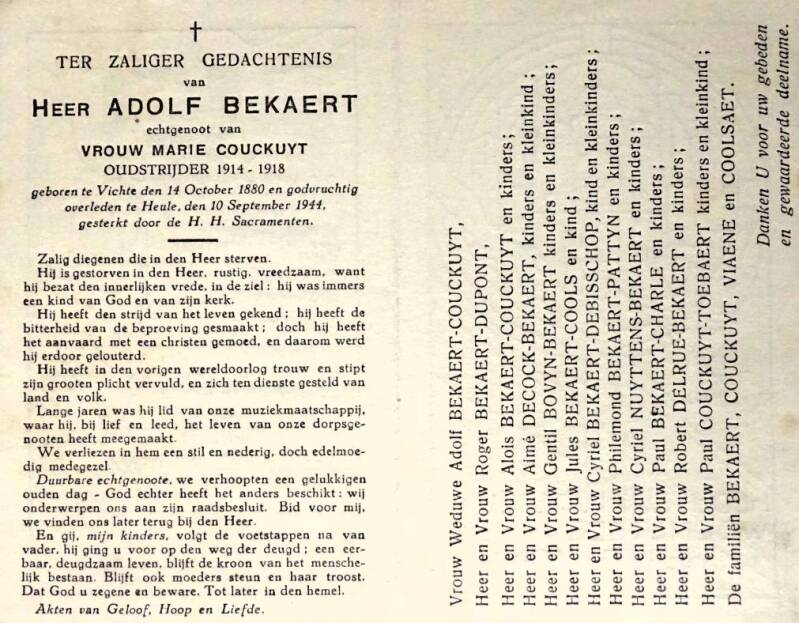 TER ZALIGER GEDACHTENIS
van
HEER ADOLF BEKAERT
echtgenoot van
VROUW MARIE COUCKUYT
OUDSTRIJDER 1914 - 1918
geboren te Vichte den 14 October 1880 en godvruchtig
overleden te Heule, den 10 September 1944,
gesterkt door de H. H. Sacramenten.
Zalig diegenen die in den Heer sterven.
Hij is gestorven in den Heer, rustig, vreedzaam, want
hij bezat den innerlijken vrede, in de ziel : hij was immers
een kind van God en van zijn kerk.
Hij heeft den strijd van het leven gekend ; hij heeft de
bitterheid van de beproeving gesmaakt ; doch hij heeft
het aanvaard met een christen gemoed, en daarom werd
hij erdoor gelouterd.
Hij heeft in den vorigen wereldoorlog trouw en stipt
zijn grooten plicht vervuld, en zich ten dienste gesteld van
land en volk.
Lange jaren was hij lid van onze muziekmaatschappij,
waar hij, bij lief en leed, het leven van onze dorpsge-
nooten heeft meegemaakt.
We verliezen in hem een stil en nederig, doch edelmoe-
dig medegezel.
Duurbare echtgenoote, we verhoopten een gelukkigen
ouden dag - God echter heeft het anders beschikt : wij
onderwerpen ons aan zijn raadsbesluit. Bid voor mij,
we vinden ons later terug bij den Heer.
En gij, mijn kinders, volgt de voetstappen na van
vader, hij ging u voor op den weg der deugd ; een eer-
baar, deugdzaam leven, blijft de kroon van het mensche-
lijk bestaan. Blijft ook moeders steun en haar troost.
Dat God u zegene en beware. Tot later in den hemel.
Akten van Geloof, Hoop en Liefde.
Vrouw Weduwe Adolf BEKAERT-COUCKUYT,
Heer en Vrouw Roger BEKAERT-DUPONT,
Heer en Vrouw Alois BEKAERT-COUCKUYT en kinders ;
Heer en Vrouw Aimé DECOCK-BEKAERT, kinders en kleinkind ;
Heer en Vrouw Gentil BOVYN-BEKAERT kinders en kleinkinders ;
Heer en Vrouw Jules BEKAERT-COOLS en kind ;
Heer en Vrouw Cyriel BEKAERT-DEBISSCHOP, kind en kleinkinders ;
Heer en Vrouw Philemond BEKAERT-PATTYN en kinders ;
Heer en Vrouw Cyriel NUYTTENS-BEKAERT en kinders ;
Heer en Vrouw Paul BEKAERT-CHARLE en kinders ;
Heer en Vrouw Robert DELRUE-BEKAERT en kinders ;
Heer en Vrouw Paul COUCKUYT-TOEBAERT kinders en kleinkind ;
De familiën BEKAERT, COUCKUYT, VIAENE en COOLSAET.
Danken U voor uw gebeden
en gewaardeerde deelname.